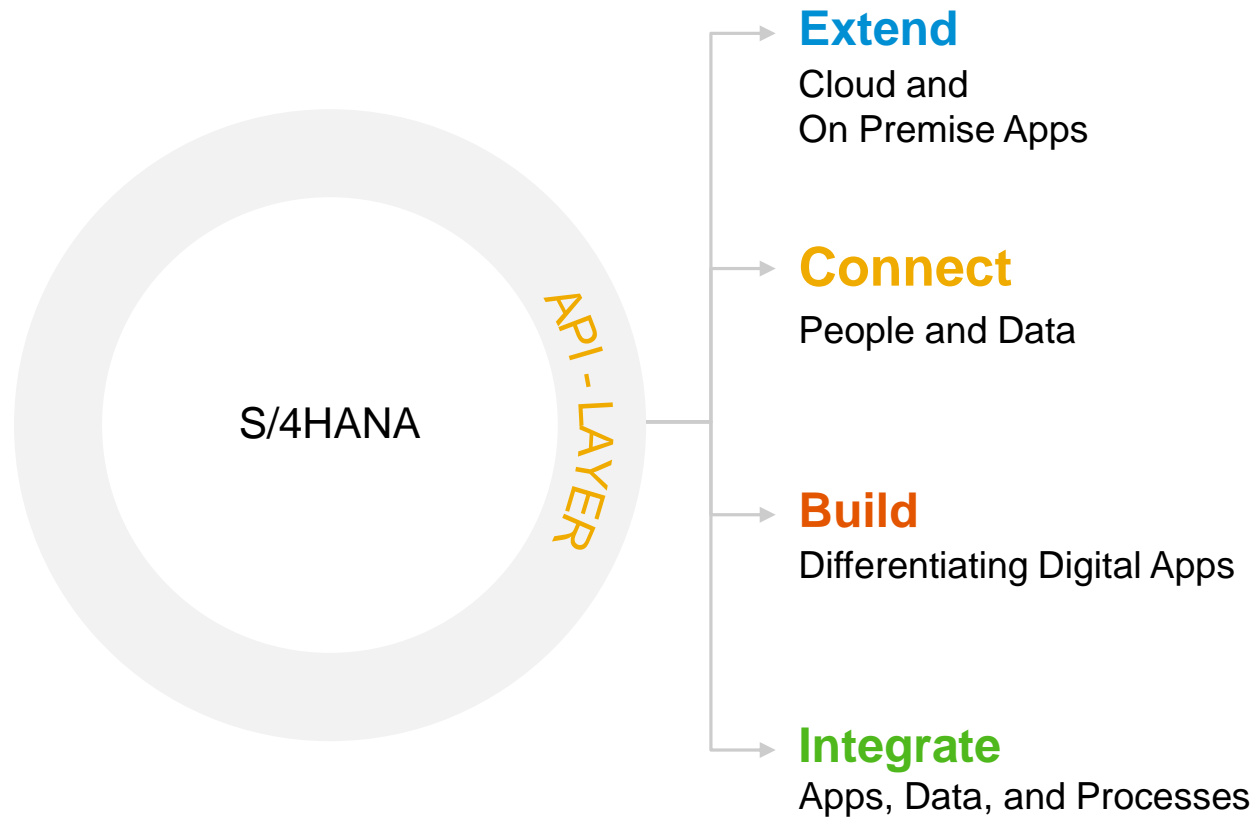 S/4HANA
API - LAYER
Extend
Cloud and
On Premise Apps
Connect
People and Data
Build
Differentiating Digital Apps
Integrate
Apps, Data, and Processes